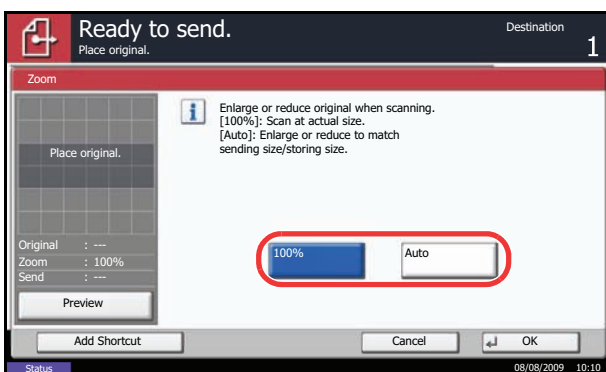 Ready to send.
Destination
Place original.
1
Zoom
Place original.
Enlarge or reduce original when scanning.
[100%]: Scan at actual size.
[Auto]: Enlarge or reduce to match
sending size/storing size.
Original : ---
Zoom : 100%
Send : ---
100%
Auto
Preview
Add Shortcut
Cancel
OK
Status
08/08/2009 10:10